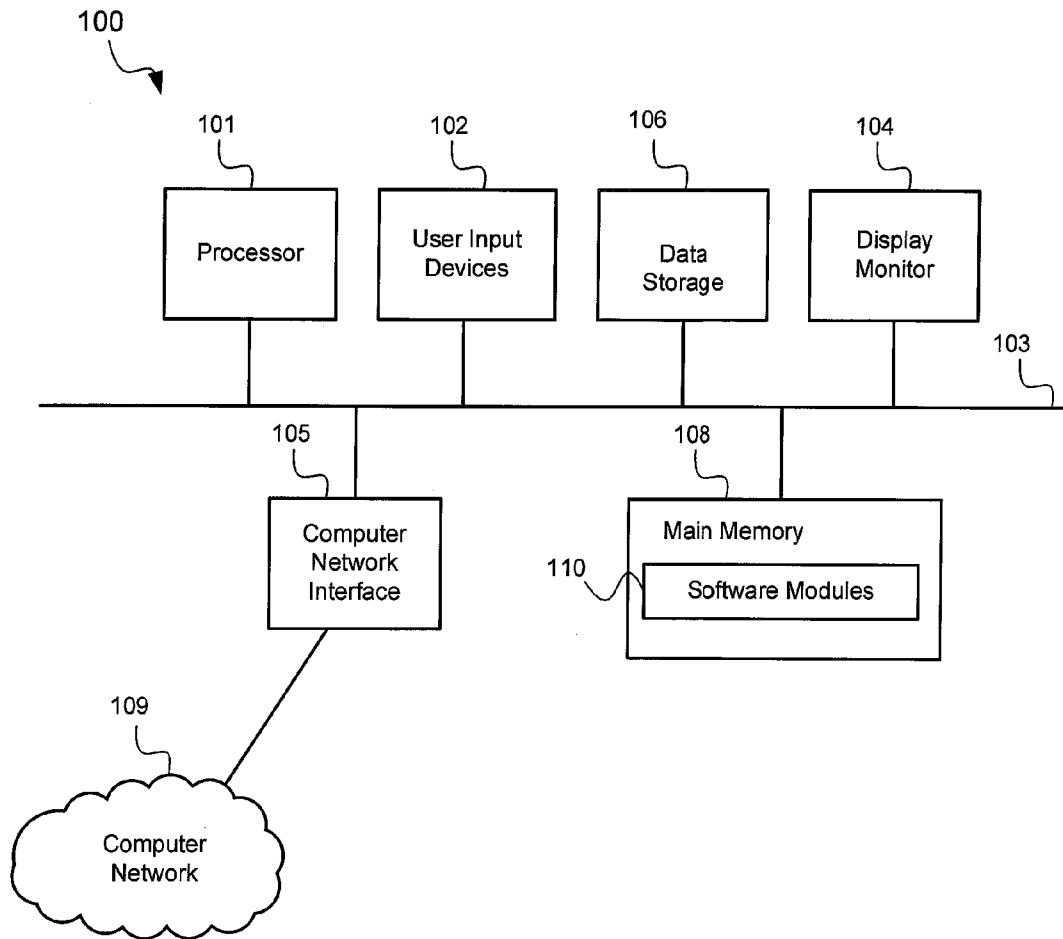 100
101
102
106
104
Processor
User Input
Devices
Data
Storage
Display
Monitor
103
105
108
Computer
Network
Interface
Main Memory
110
Software Modules
109
Computer
Network